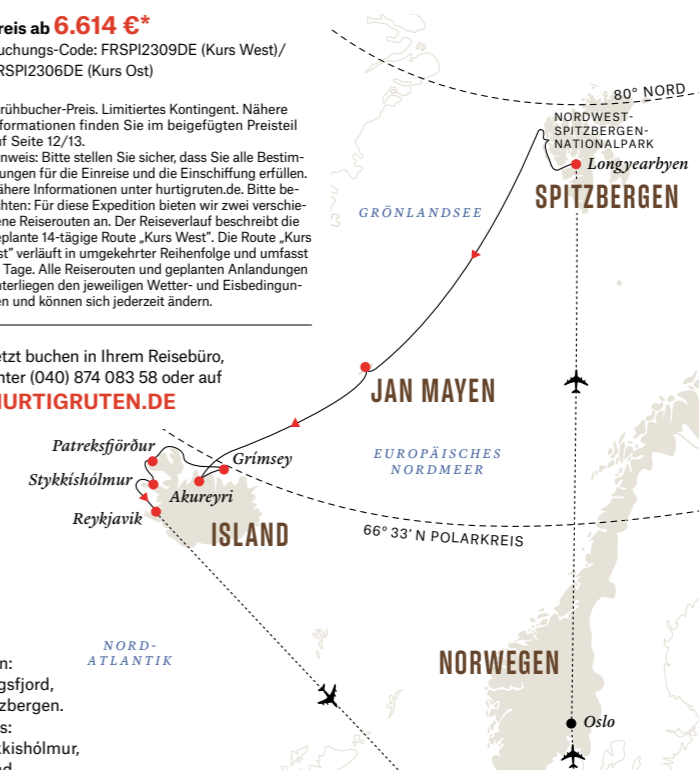 reis ab 6.614 €*
uchungs-Code: FRSPI2309DE (Kurs West)/
RSPI2306DE (Kurs Ost)
rühbucher-Preis. Limitiertes Kontingent. Nähere
formationen finden Sie im beigefügten Preisteil
uf Seite 12/13.
nweis: Bitte stellen Sie sicher, dass Sie alle Bestim-
ungen für die Einreise und die Einschiffung erfüllen.
ähere Informationen unter hurtigruten.de. Bitte be-
chten: Für diese Expedition bieten wir zwei verschie-
ene Reiserouten an. Der Reiseverlauf beschreibt die
eplante 14-tägige Route „Kurs West". Die Route „Kurs
st" verläuft in umgekehrter Reihenfolge und umfasst
Tage. Alle Reiserouten und geplanten Anlandungen
nterliegen den jeweiligen Wetter- und Eisbedingun-
en und können sich jederzeit ändern.
etzt buchen in Ihrem Reisebüro,
nter (040) 874 083 58 oder auf
HURTIGRUTEN.DE
80° NORD
NORDWEST-
SPITZBERGEN-
NATIONALPARK
Longyearbyen
SPITZBERGEN
GRÖNLANDSEE
JAN MAYEN
EUROPÄISCHES
NORDMEER
Patreksfjörður
Grímsey
Stykkishólmur
Akureyri
Reykjavik
ISLAND
66° 33' N POLARKREIS
NORD-
ATLANTIK
NORWEGEN
Oslo
n:
gsfjord,
tzbergen.
s:
kkishólmur,
nd